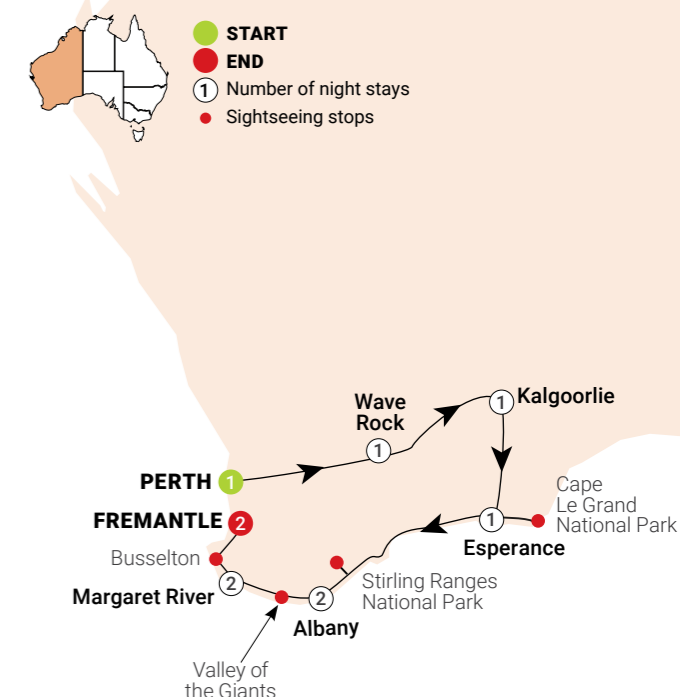 START
END
1 Number of night stays
Sightseeing stops
Wave
Rock
1
1 Kalgoorlie
PERTH 1
FREMANTLE 2
1
Esperance
Cape
Le Grand
National Park
Busselton
Margaret River 2
Stirling Ranges
National Park
2
Albany
Valley of
the Giants